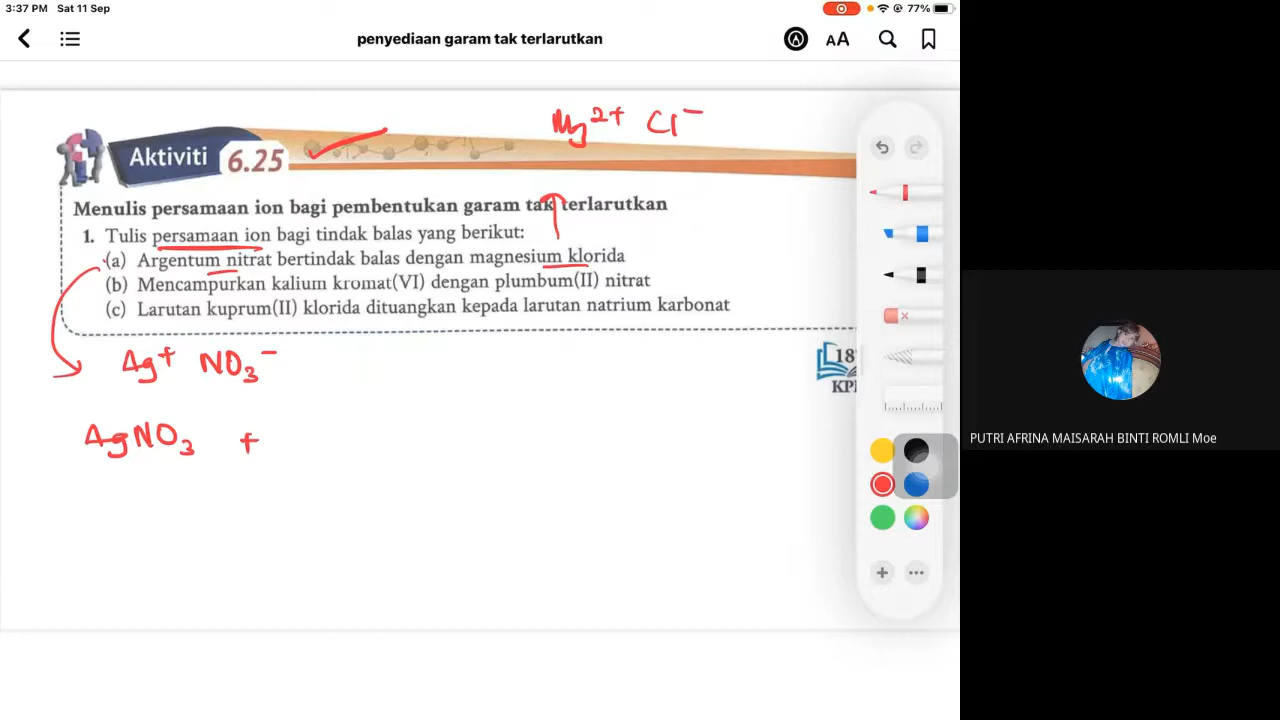 3:37 PM Sat 11 Sep
77%
penyediaan garam tak terlarutkan
AA
Mg²⁺ Cl⁻
Aktiviti 6.25
Menulis persamaan ion bagi pembentukan garam tak terlarutkan
1. Tulis persamaan ion bagi tindak balas yang berikut:
(a) Argentum nitrat bertindak balas dengan magnesium klorida
(b) Mencampurkan kalium kromat(VI) dengan plumbum(II) nitrat
(c) Larutan kuprum(II) klorida dituangkan kepada larutan natrium karbonat
Ag⁺ NO₃⁻
18
AgNO₃ +
PUTRI AFRINA MAISARAH BINTI ROMLI Moe